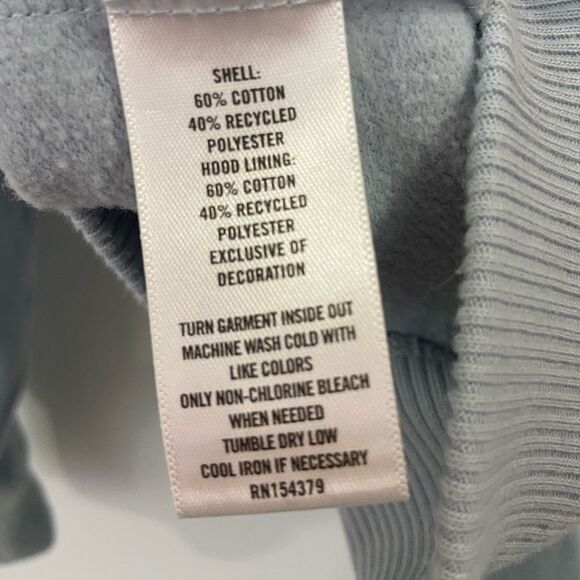 SHELL:
60% COTTON
40% RECYCLED
POLYESTER
HOOD LINING:
60% COTTON
40% RECYCLED
POLYESTER
EXCLUSIVE OF
DECORATION
TURN GARMENT INSIDE OUT
MACHINE WASH COLD WITH
LIKE COLORS
ONLY NON-CHLORINE BLEACH
WHEN NEEDED
TUMBLE DRY LOW
COOL IRON IF NECESSARY
RN154379